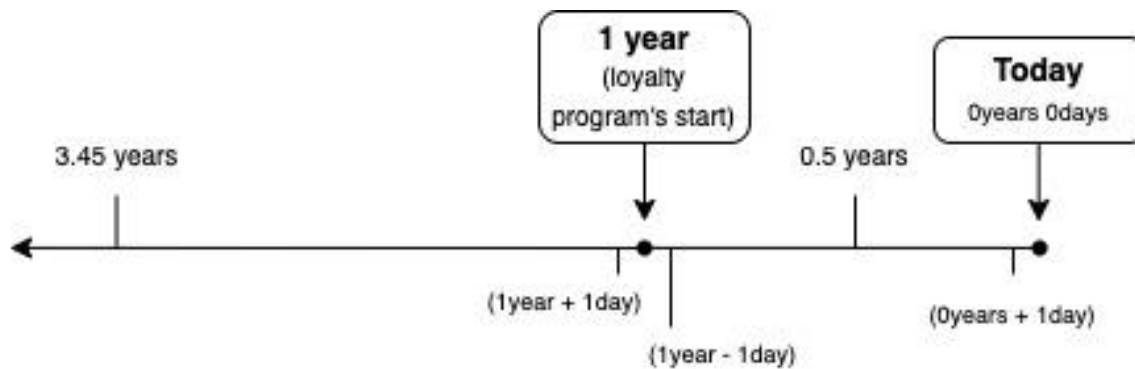 1 year
(loyalty
program's start)
Today
0years 0days
3.45 years
0.5 years
(1year + 1day)
(0years + 1day)
(1year - 1day)